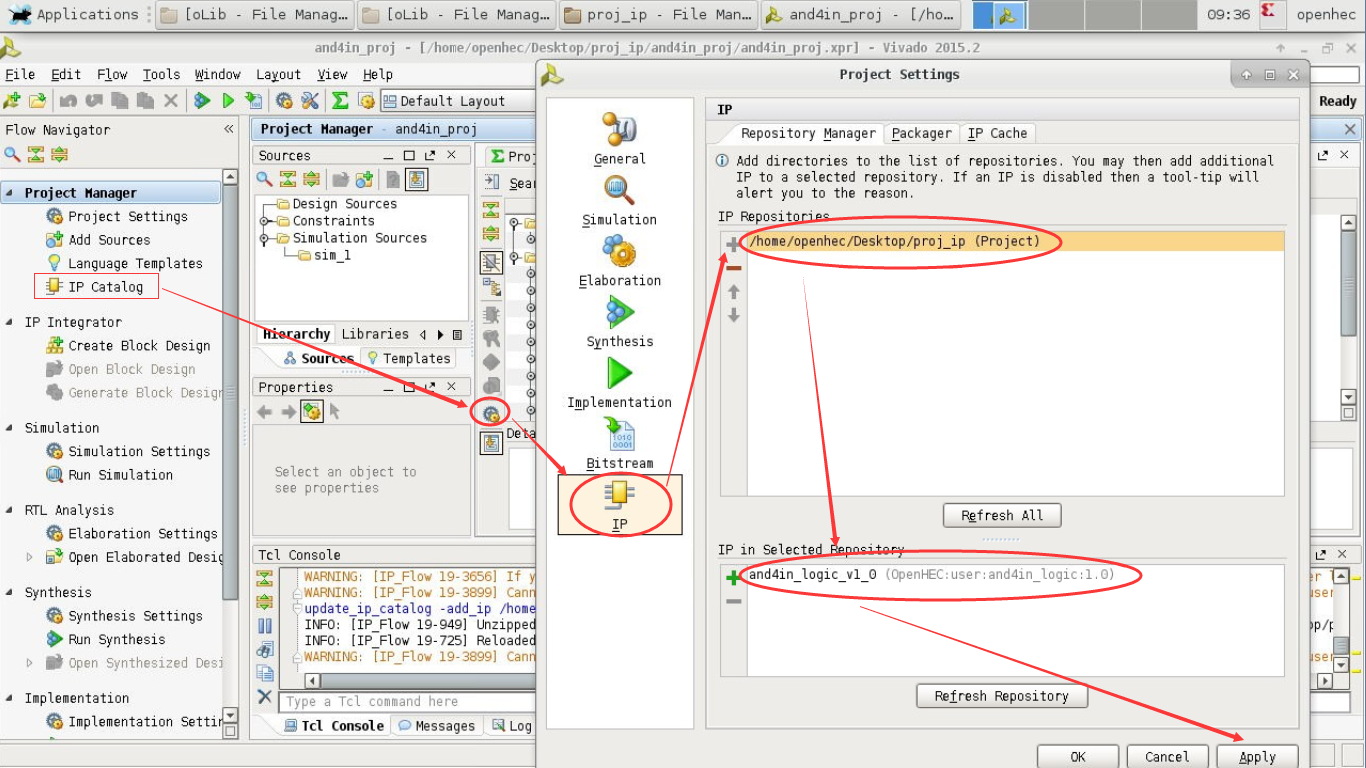 Applications
[oLib - File Manag...
[oLib - File Manag...
proj_ip - File Man...
and4in_proj - [/ho...
09:36
openhec
and4in_proj - [/home/openhec/Desktop/proj_ip/and4in_proj/and4in_proj.xpr] - Vivado 2015.2
File Edit Flow Tools Window Layout View Help
Default Layout
Ready
Flow Navigator
Project Manager
Project Settings
Add Sources
Language Templates
IP Catalog
IP Integrator
Create Block Design
Open Block Design
Generate Block Design
Simulation
Simulation Settings
Run Simulation
RTL Analysis
Elaboration Settings
Open Elaborated Desig
Synthesis
Synthesis Settings
Run Synthesis
Open Synthesized Desi
Implementation
Implementation Settin
Project Manager - and4in_proj
Sources
Design Sources
Constraints
Simulation Sources
sim_1
Hierarchy Libraries
Sources Templates
Properties
Select an object to
see properties
Proj
Sear
Deta
Tcl Console
WARNING: [IP_Flow 19-3656] If y
WARNING: [IP_Flow 19-3899] Cann
update_ip_catalog -add_ip /home
INFO: [IP_Flow 19-949] Unzipped
INFO: [IP_Flow 19-725] Reloaded
WARNING: [IP_Flow 19-3899] Cann
Type a Tcl command here
Tcl Console Messages Log
Project Settings
General
Simulation
Elaboration
Synthesis
Implementation
Bitstream
IP
IP
Repository Manager Packager IP Cache
Add directories to the list of repositories. You may then add additional
IP to a selected repository. If an IP is disabled then a tool-tip will
alert you to the reason.
IP Repositories
/home/openhec/Desktop/proj_ip (Project)
Refresh All
IP in Selected Repository
and4in_logic_v1_0 (OpenHEC:user:and4in_logic:1.0)
Refresh Repository
OK Cancel Apply